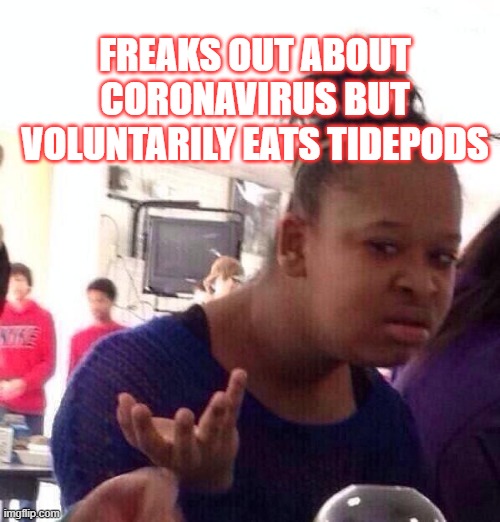 FREAKS OUT ABOUT
CORONAVIRUS BUT
VOLUNTARILY EATS TIDEPODS
imgflip.com